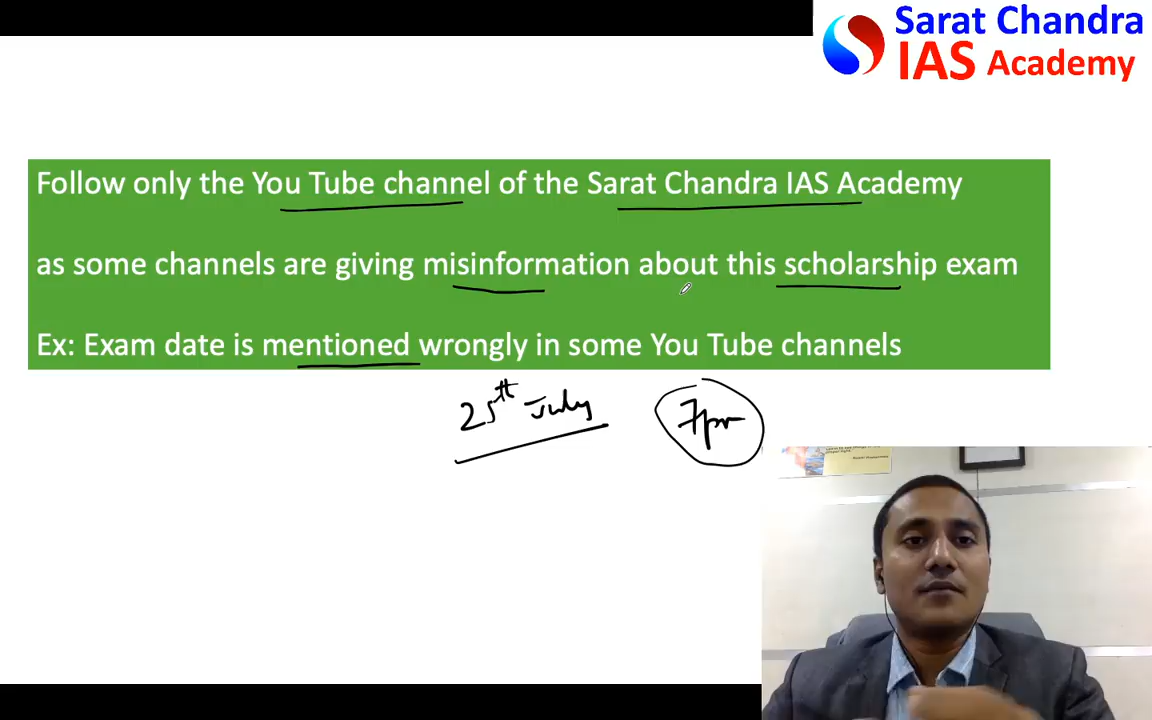 Sarat Chandra
IAS Academy
Follow only the You Tube channel of the Sarat Chandra IAS Academy
as some channels are giving misinformation about this scholarship exam
Ex: Exam date is mentioned wrongly in some You Tube channels
25th July 7pm